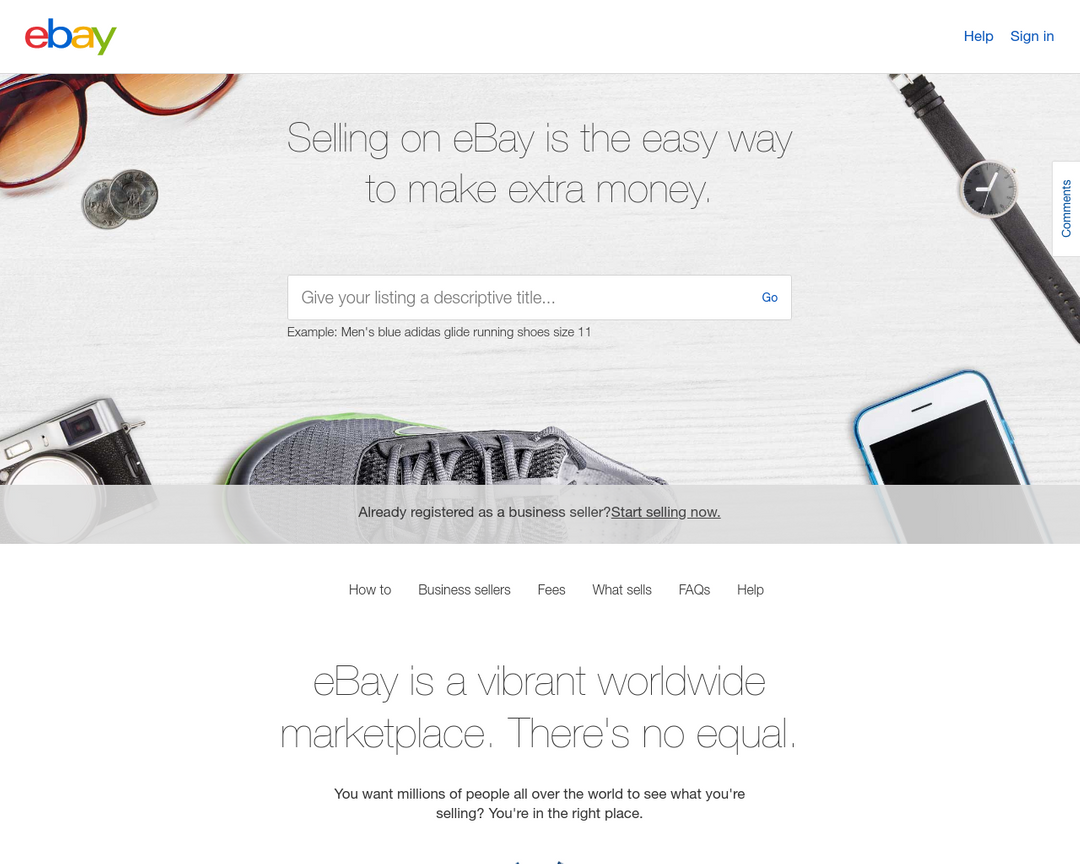 ebay
Help Sign in
Selling on eBay is the easy way
to make extra money.
Comments
Give your listing a descriptive title... Go
Example: Men's blue adidas glide running shoes size 11
Already registered as a business seller?Start selling now.
How to Business sellers Fees What sells FAQs Help
eBay is a vibrant worldwide
marketplace. There's no equal.
You want millions of people all over the world to see what you're
selling? You're in the right place.